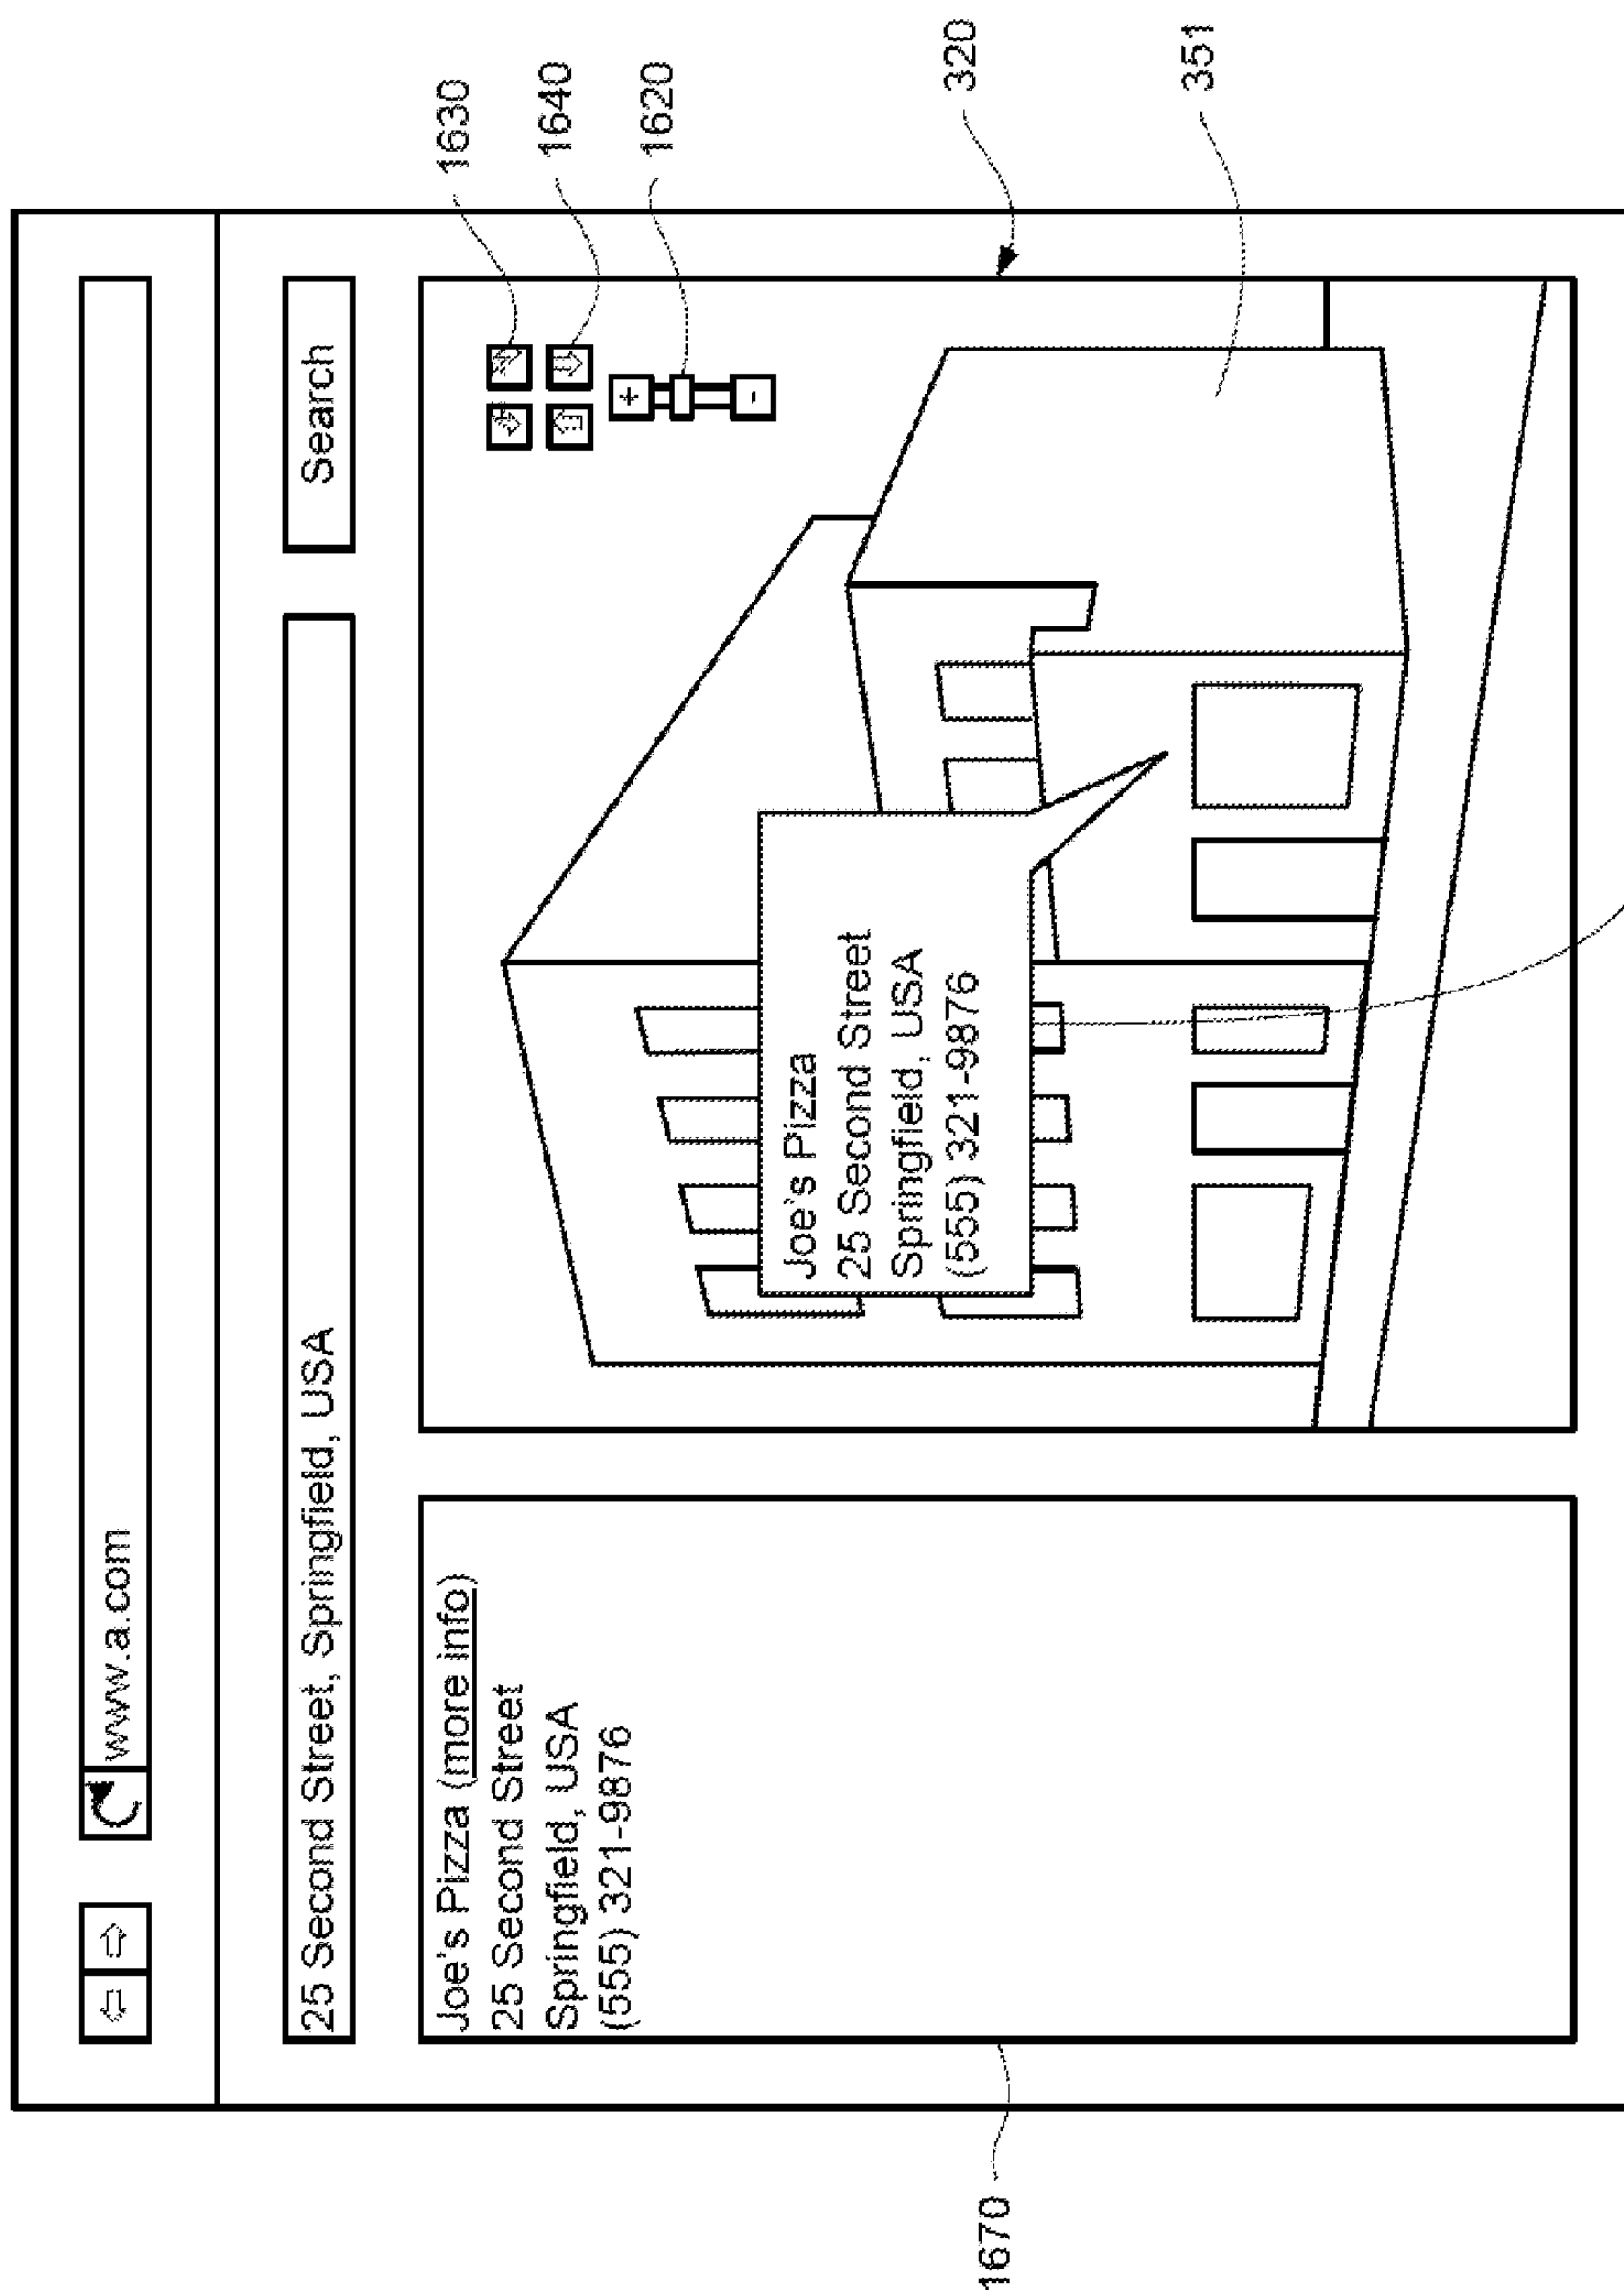 www.a.com
25 Second Street, Springfield, USA
Search
Joe's Pizza (more info)
25 Second Street
Springfield, USA
(555) 321-9876
Joe's Pizza
25 Second Street
Springfield, USA
(555) 321-9876
+
-
1630
1640
1620
320
351
1670